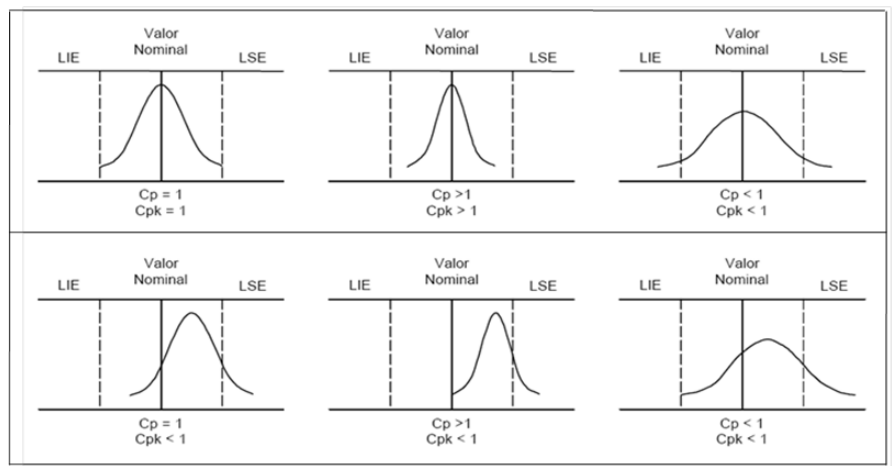 Valor
Nominal
LIE
LSE
Cp = 1
Cpk = 1
Valor
Nominal
LIE
LSE
Cp >1
Cpk > 1
Valor
Nominal
LIE
LSE
Cp < 1
Cpk < 1
Valor
Nominal
LIE
LSE
Cp = 1
Cpk < 1
Valor
Nominal
LIE
LSE
Cp >1
Cpk < 1
Valor
Nominal
LIE
LSE
Cp < 1
Cpk < 1